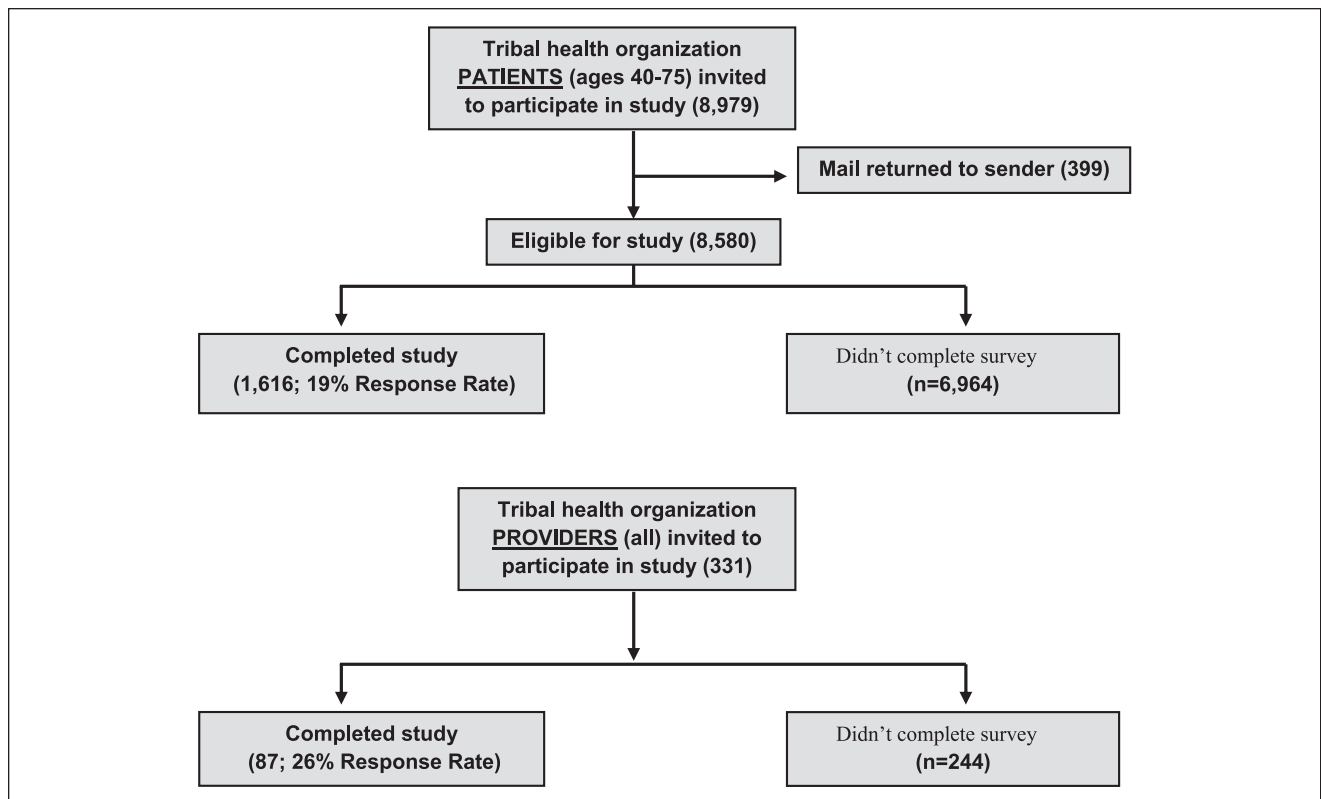 Tribal health organization
PATIENTS (ages 40-75) invited
to participate in study (8,979)
Mail returned to sender (399)
Eligible for study (8,580)
Completed study
(1,616; 19% Response Rate)
Didn’t complete survey
(n=6,964)
Tribal health organization
PROVIDERS (all) invited to
participate in study (331)
Completed study
(87; 26% Response Rate)
Didn’t complete survey
(n=244)